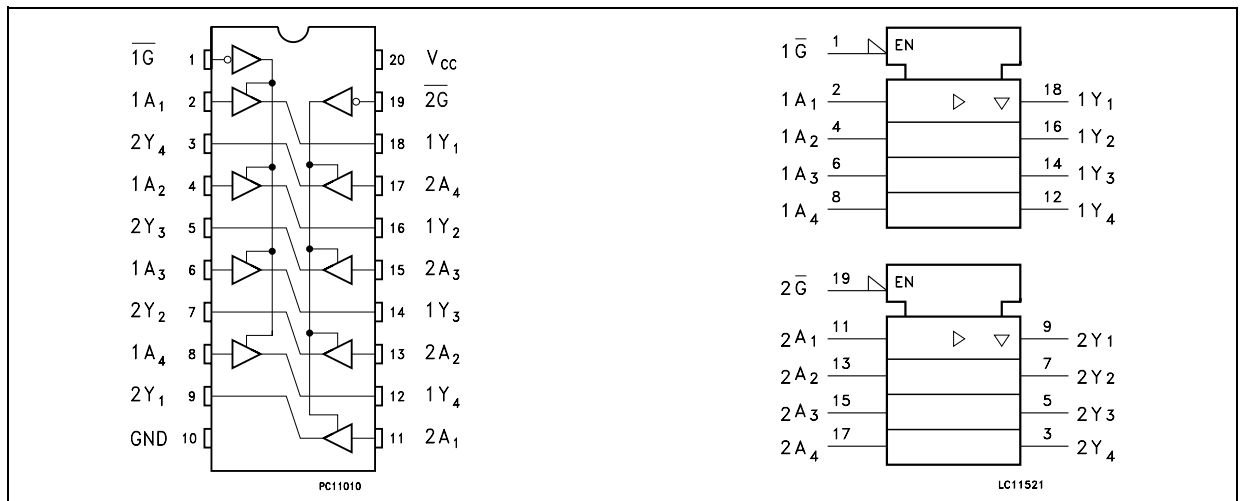 1G̅ 1 20 VCC
1A1 2 19 2G̅
2Y4 3 18 1Y1
1A2 4 17 2A4
2Y3 5 16 1Y2
1A3 6 15 2A3
2Y2 7 14 1Y3
1A4 8 13 2A2
2Y1 9 12 1Y4
GND 10 11 2A1
PC11010
1G̅ 1 EN
1A1 2 18 1Y1
1A2 4 16 1Y2
1A3 6 14 1Y3
1A4 8 12 1Y4
2G̅ 19 EN
2A1 11 9 2Y1
2A2 13 7 2Y2
2A3 15 5 2Y3
2A4 17 3 2Y4
LC11521